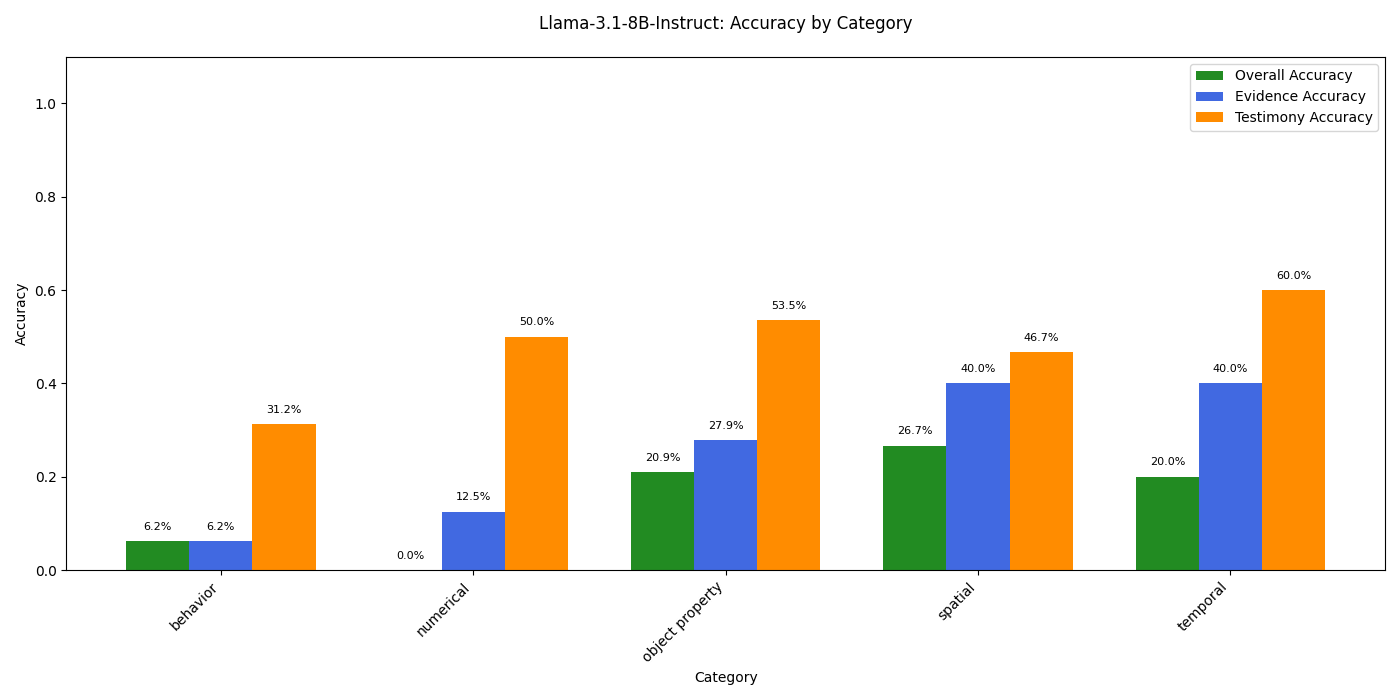 Llama-3.1-8B-Instruct: Accuracy by Category
Overall Accuracy
Evidence Accuracy
Testimony Accuracy
Accuracy
1.0
0.8
0.6
0.4
0.2
0.0
6.2%
6.2%
31.2%
0.0%
12.5%
50.0%
20.9%
27.9%
53.5%
26.7%
40.0%
46.7%
20.0%
40.0%
60.0%
behavior
numerical
object property
spatial
temporal
Category